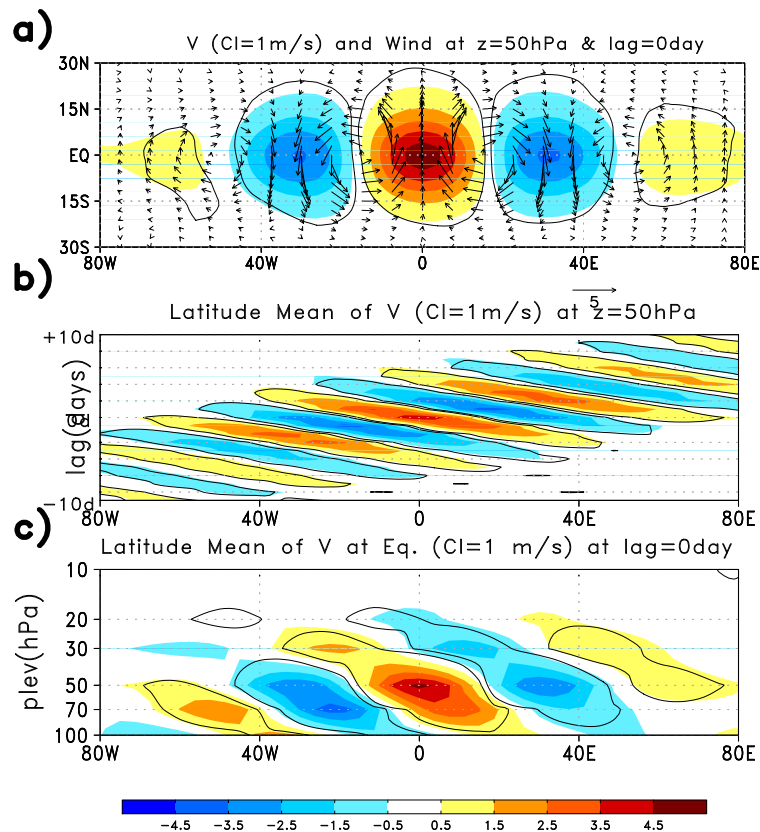 a)
V (CI=1m/s) and Wind at z=50hPa & lag=0day
30N
15N
EQ
15S
30S
80W 40W 0 40E 80E
5
b)
Latitude Mean of V (CI=1m/s) at z=50hPa
+10d
lag(days)
0d
-10d
80W 40W 0 40E 80E
c)
Latitude Mean of V at Eq. (CI=1 m/s) at lag=0day
10
20
30
50
70
100
plev(hPa)
80W 40W 0 40E 80E
-4.5 -3.5 -2.5 -1.5 -0.5 0.5 1.5 2.5 3.5 4.5